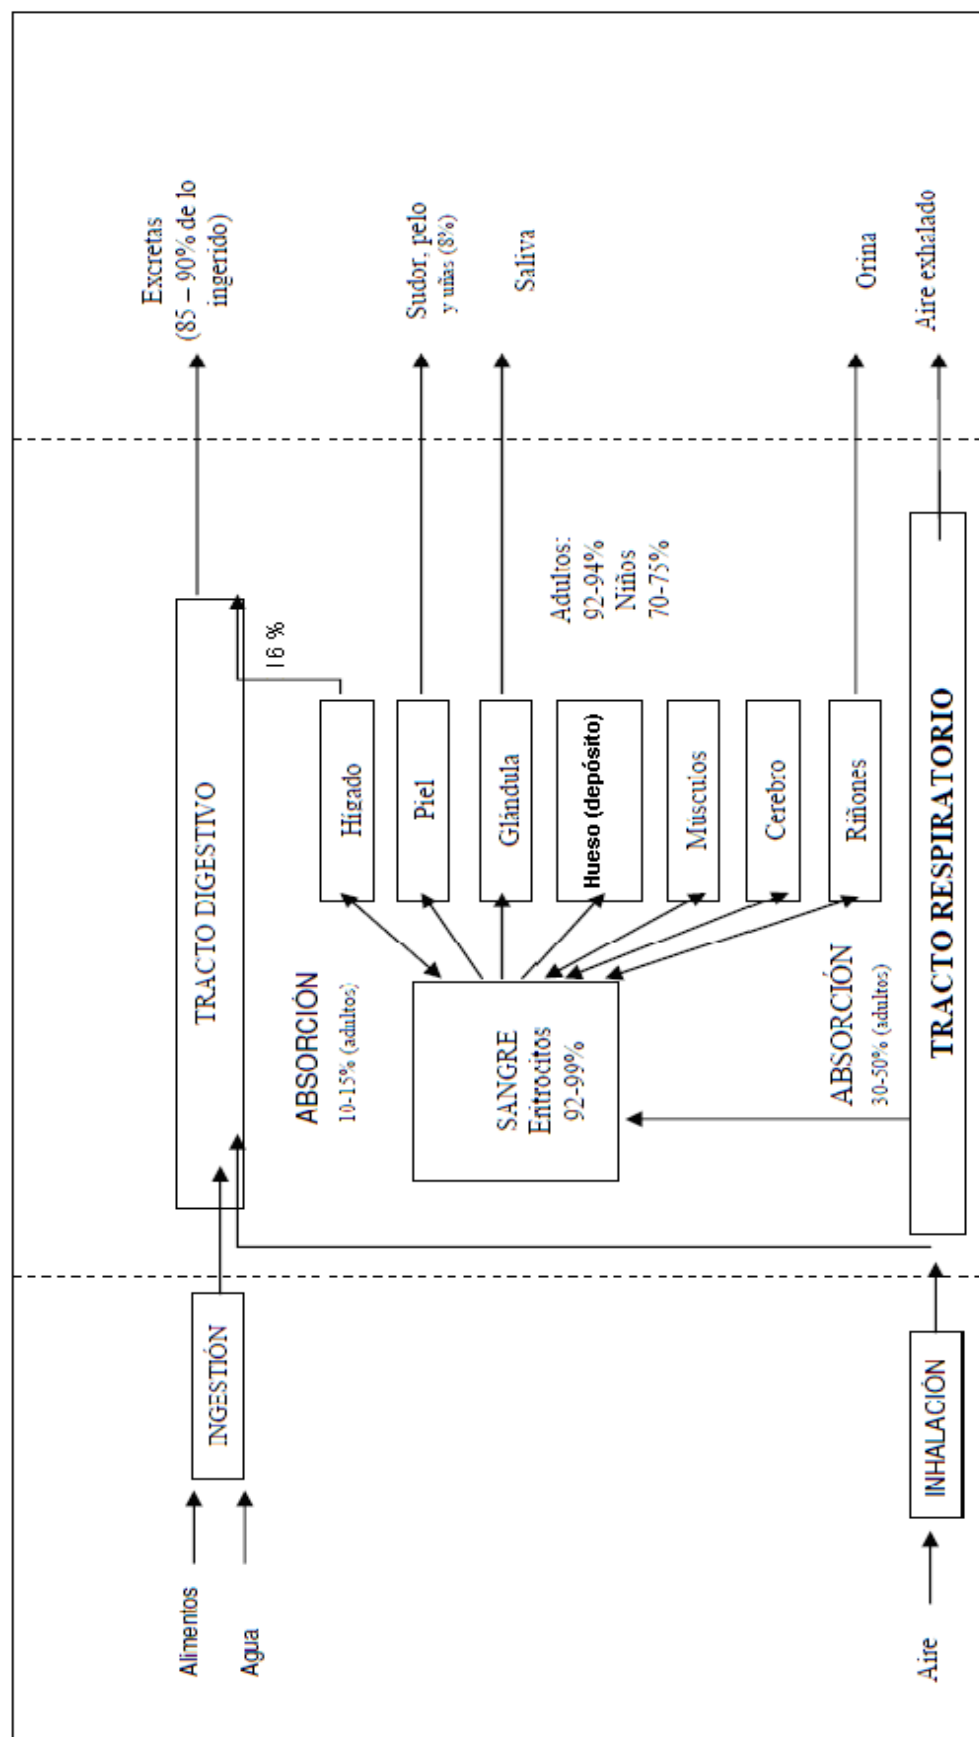 Alimentos
Agua
INGESTIÓN
TRACTO DIGESTIVO
Excretas
(85 – 90% de lo
ingerido)
16 %
ABSORCIÓN
10-15% (adultos)
Hígado
Piel
Sudor, pelo
y uñas (8%)
SANGRE
Eritrocitos
92-99%
Glándula
Saliva
Hueso (depósito)
Adultos:
92-94%
Niños
70-75%
Músculos
Cerebro
Riñones
Orina
ABSORCIÓN
30-50% (adultos)
Aire
INHALACIÓN
TRACTO RESPIRATORIO
Aire exhalado